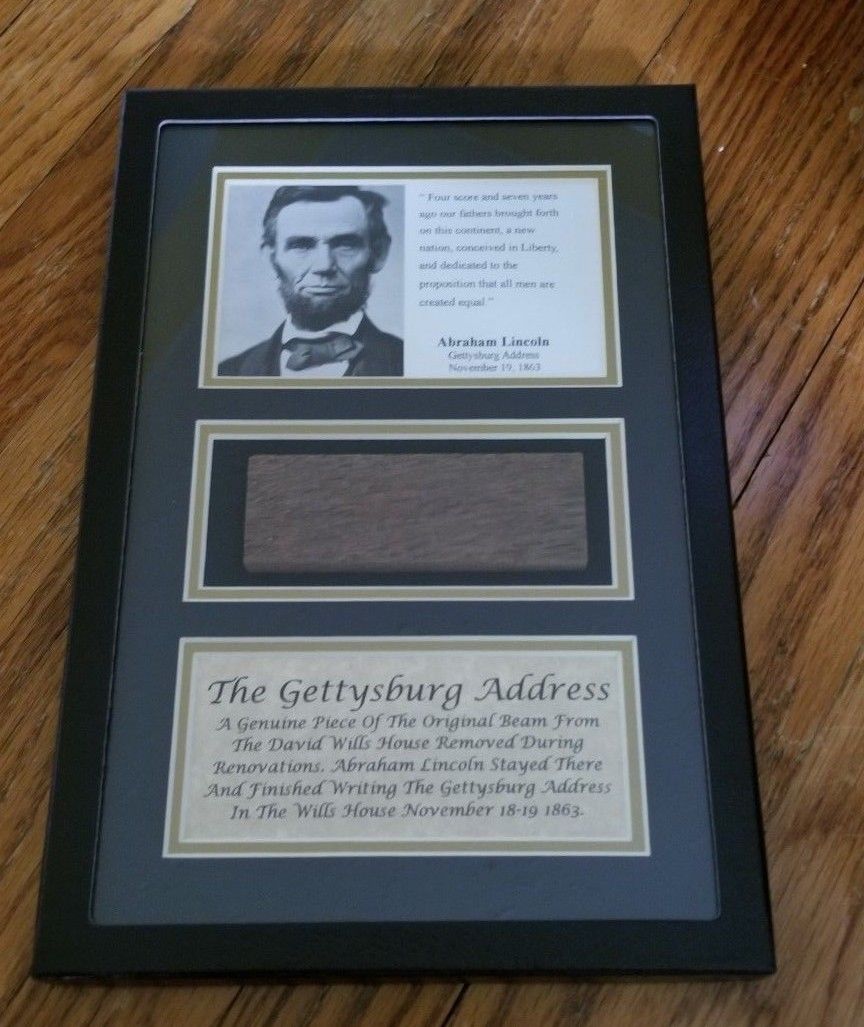 " Four score and seven years
ago our fathers brought forth
on this continent, a new
nation, conceived in Liberty,
and dedicated to the
proposition that all men are
created equal "
Abraham Lincoln
Gettysburg Address
November 19, 1863
The Gettysburg Address
A Genuine Piece Of The Original Beam From
The David Wills House Removed During
Renovations. Abraham Lincoln Stayed There
And Finished Writing The Gettysburg Address
In The Wills House November 18-19 1863.